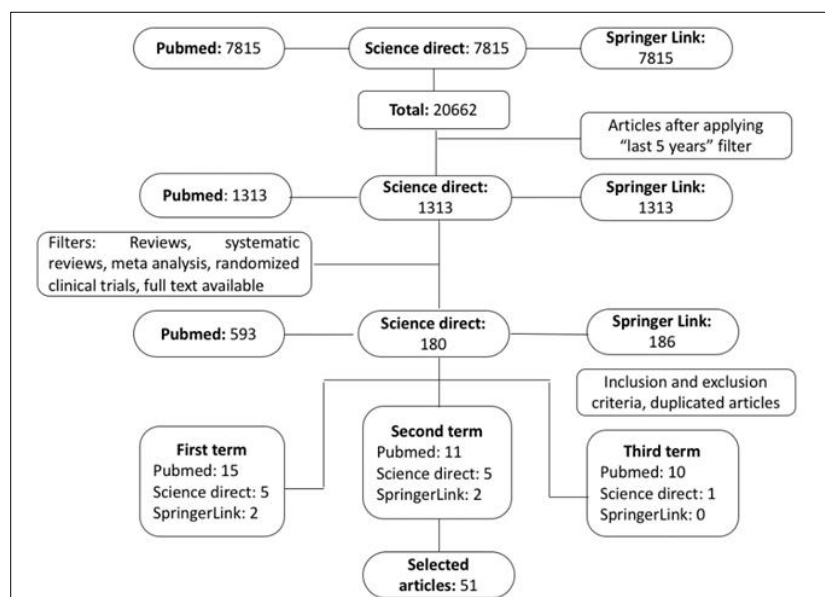 Pubmed: 7815
Science direct: 7815
Springer Link:
7815
Total: 20662
Articles after applying
"last 5 years" filter
Pubmed: 1313
Science direct:
1313
Springer Link:
1313
Filters: Reviews, systematic
reviews, meta analysis, randomized
clinical trials, full text available
Pubmed: 593
Science direct:
180
Springer Link:
186
Inclusion and exclusion
criteria, duplicated articles
First term
Pubmed: 15
Science direct: 5
SpringerLink: 2
Second term
Pubmed: 11
Science direct: 5
SpringerLink: 2
Third term
Pubmed: 10
Science direct: 1
SpringerLink: 0
Selected
articles: 51